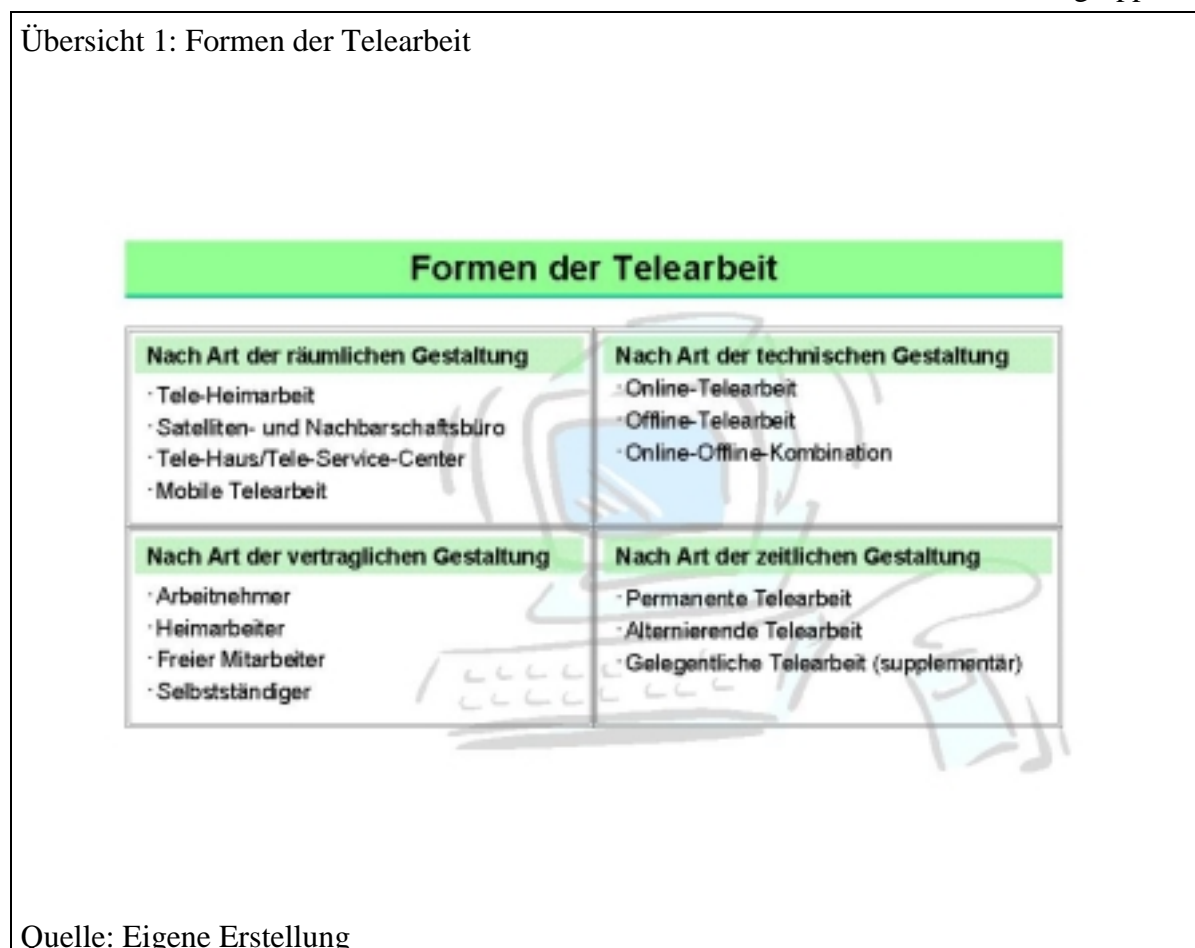 Übersicht 1: Formen der Telearbeit
Formen der Telearbeit
Nach Art der räumlichen Gestaltung
·Tele-Heimarbeit
·Satelliten- und Nachbarschaftsbüro
·Tele-Haus/Tele-Service-Center
·Mobile Telearbeit
Nach Art der technischen Gestaltung
·Online-Telearbeit
·Offline-Telearbeit
·Online-Offline-Kombination
Nach Art der vertraglichen Gestaltung
·Arbeitnehmer
·Heimarbeiter
·Freier Mitarbeiter
·Selbstständiger
Nach Art der zeitlichen Gestaltung
·Permanente Telearbeit
·Alternierende Telearbeit
·Gelegentliche Telearbeit (supplementär)
Quelle: Eigene Erstellung